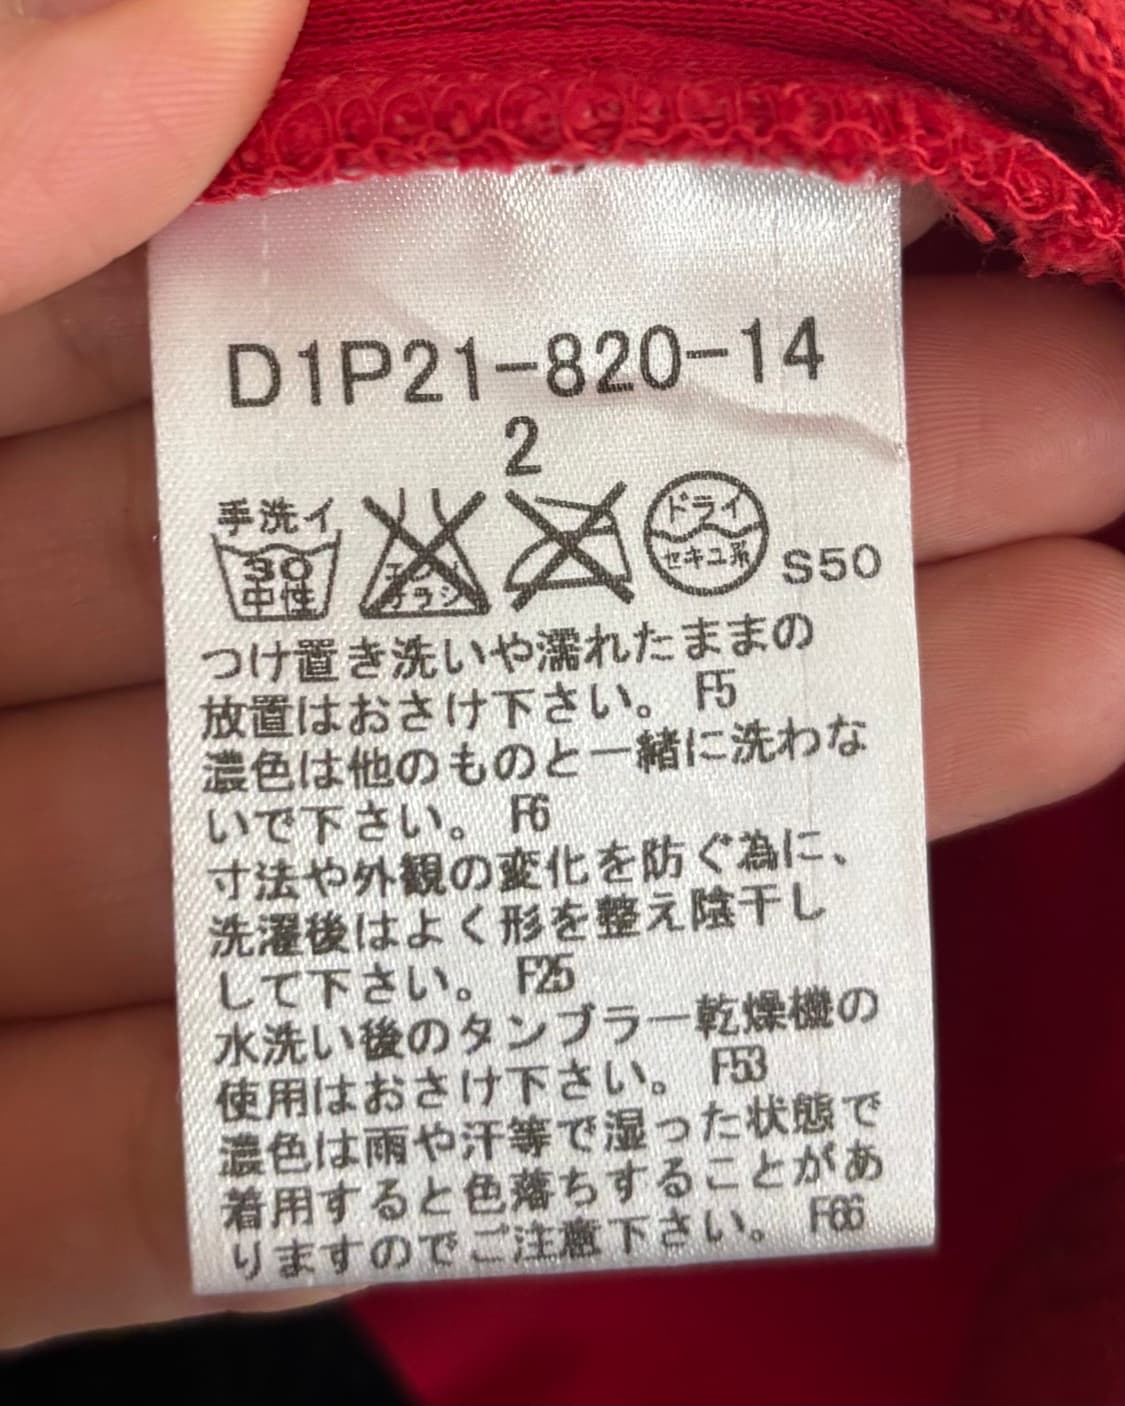 D1P21-820-14
2
手洗イ
30
中性
エンソ
サラシ
ドライ
セキユ系
S50
つけ置き洗いや濡れたままの
放置はおさけ下さい。 F5
濃色は他のものと一緒に洗わな
いで下さい。 F6
寸法や外観の変化を防ぐ為に、
洗濯後はよく形を整え陰干し
して下さい。 F25
水洗い後のタンブラー乾燥機の
使用はおさけ下さい。 F53
濃色は雨や汗等で湿った状態で
着用すると色落ちすることがあ
りますのでご注意下さい。 F66